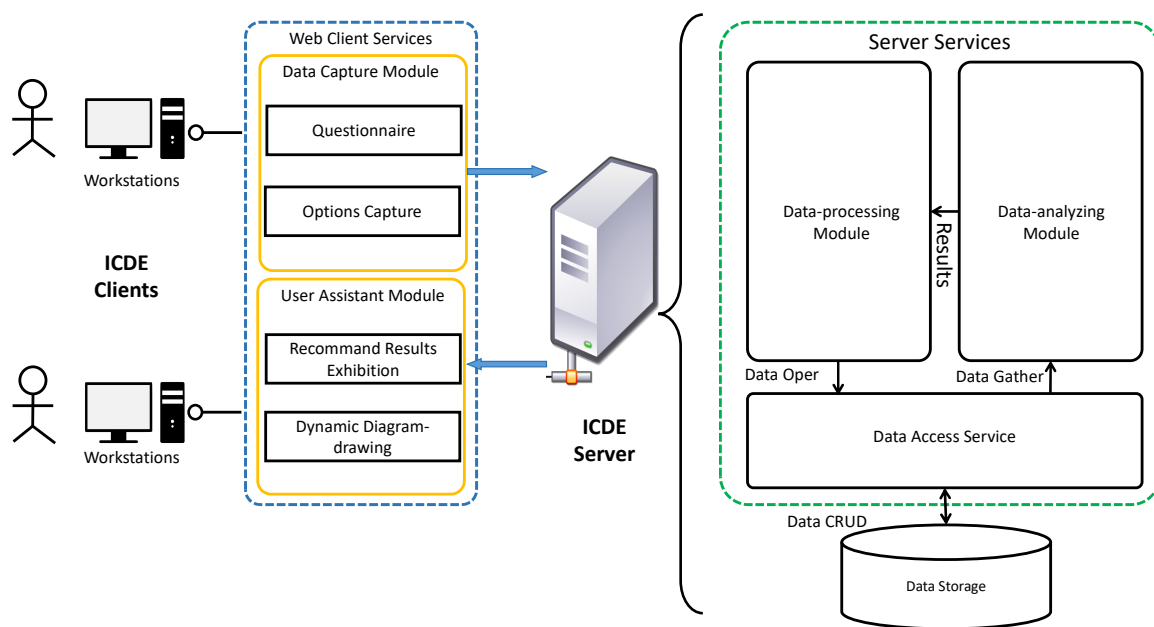 Web Client Services
Data Capture Module
Questionnaire
Options Capture
Workstations
ICDE
Clients
User Assistant Module
Recommand Results
Exhibition
Dynamic Diagram-
drawing
Workstations
ICDE
Server
Server Services
Data-processing
Module
Results
Data-analyzing
Module
Data Oper
Data Gather
Data Access Service
Data CRUD
Data Storage